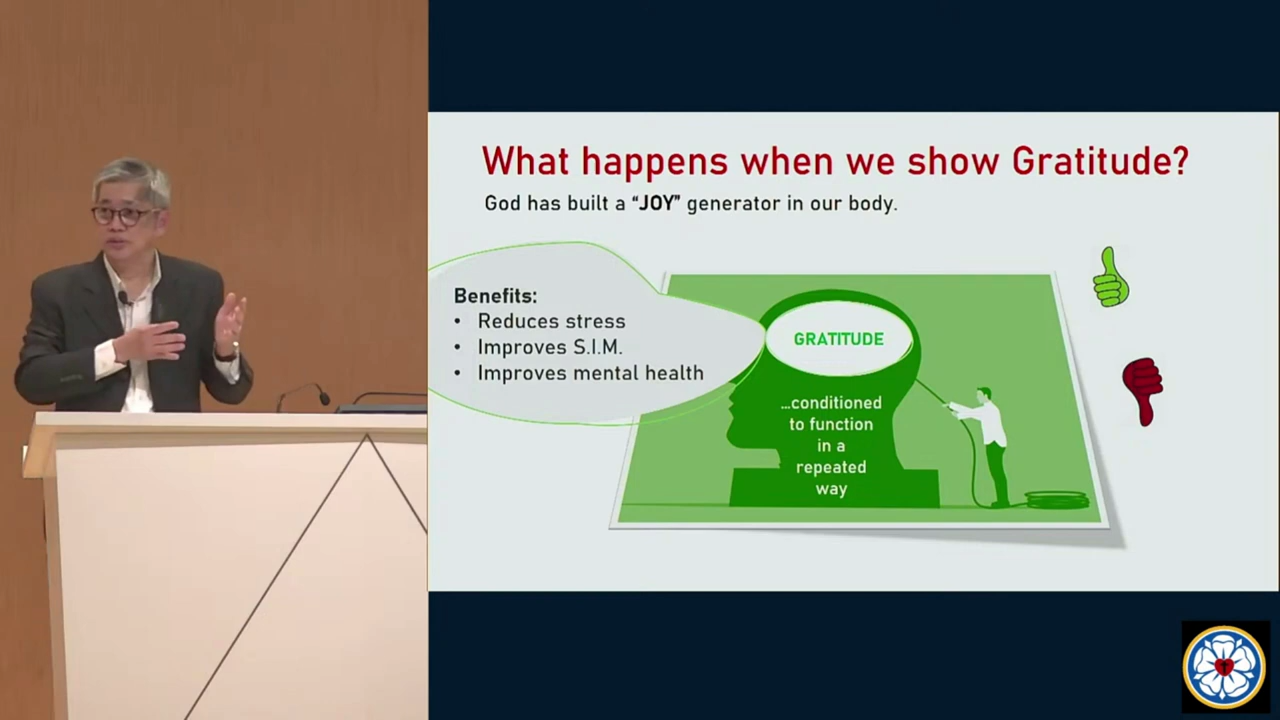 What happens when we show Gratitude?
God has built a “JOY” generator in our body.
Benefits:
• Reduces stress
• Improves S.I.M.
• Improves mental health
GRATITUDE
...conditioned
to function
in a
repeated
way